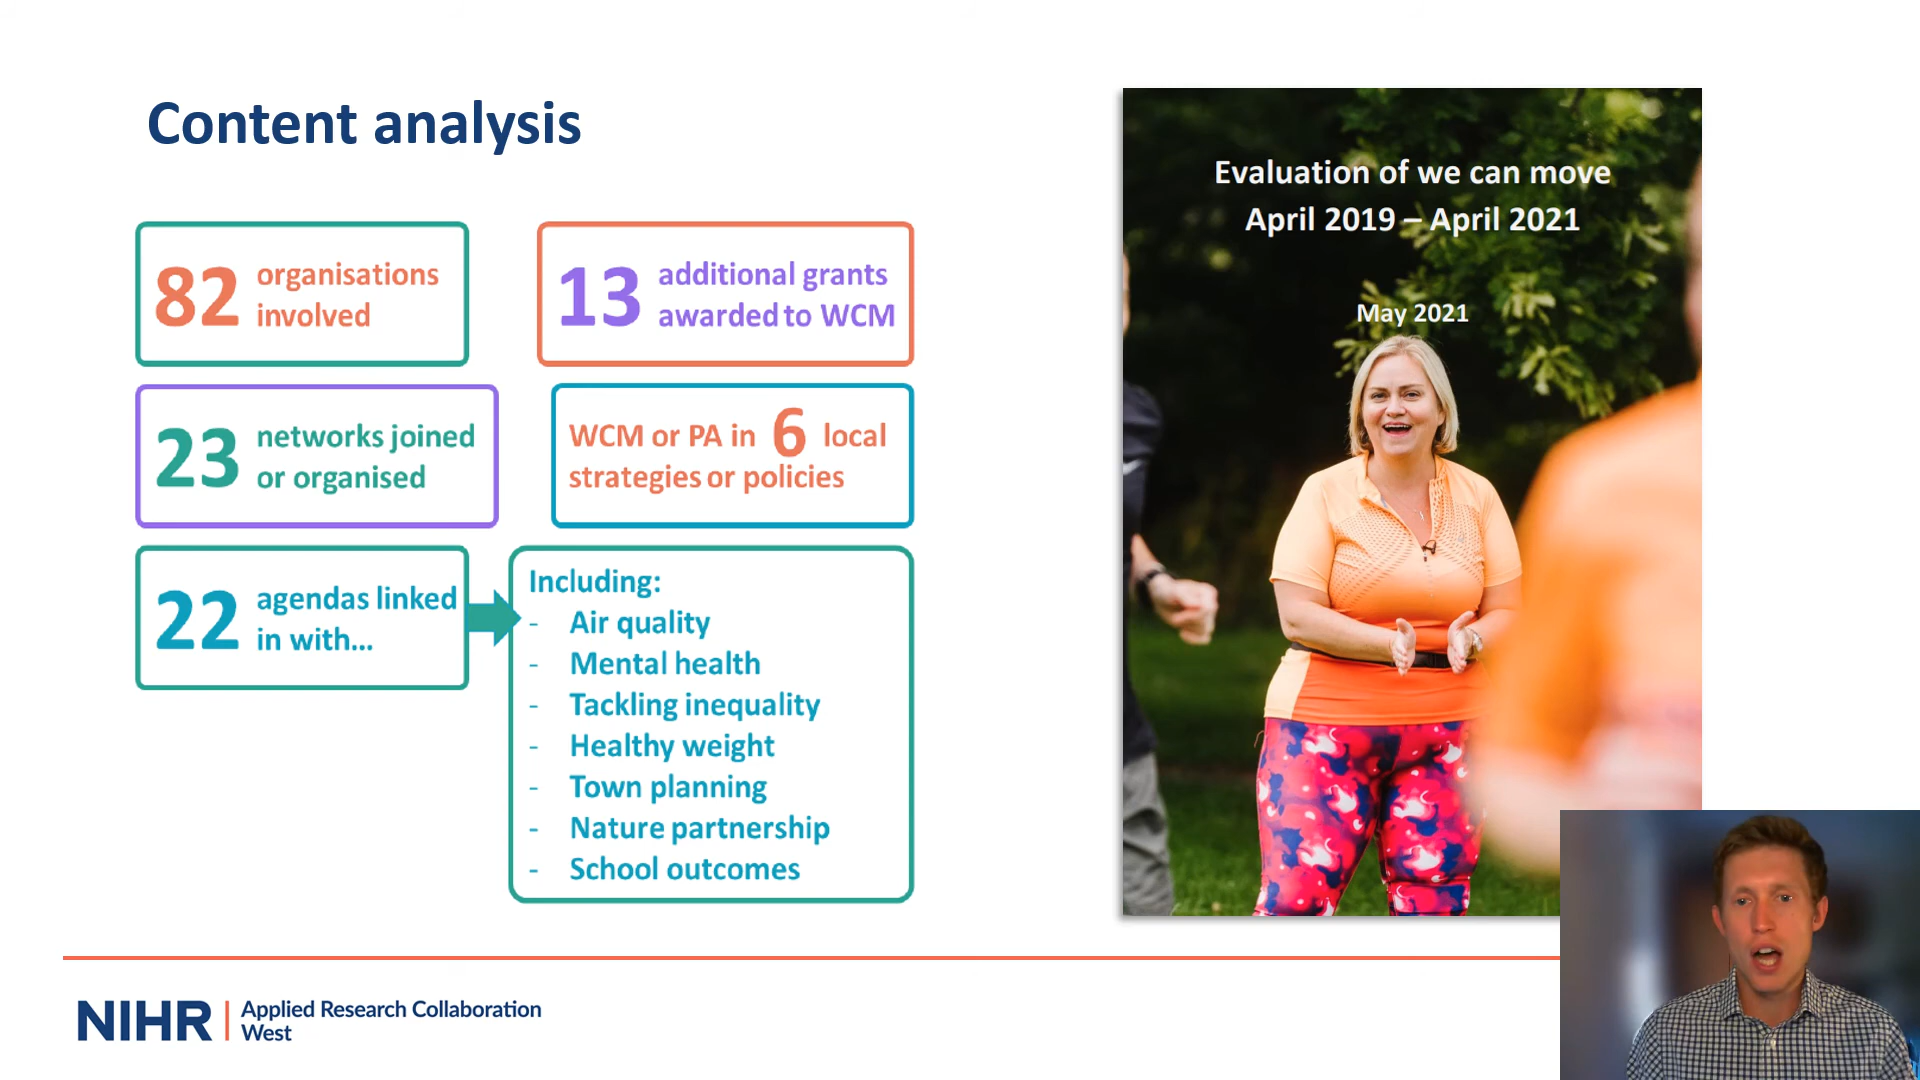 Content analysis
82 organisations
involved
13 additional grants
awarded to WCM
23 networks joined
or organised
WCM or PA in 6 local
strategies or policies
22 agendas linked
in with...
Including:
- Air quality
- Mental health
- Tackling inequality
- Healthy weight
- Town planning
- Nature partnership
- School outcomes
Evaluation of we can move
April 2019 – April 2021
May 2021
NIHR | Applied Research Collaboration
West